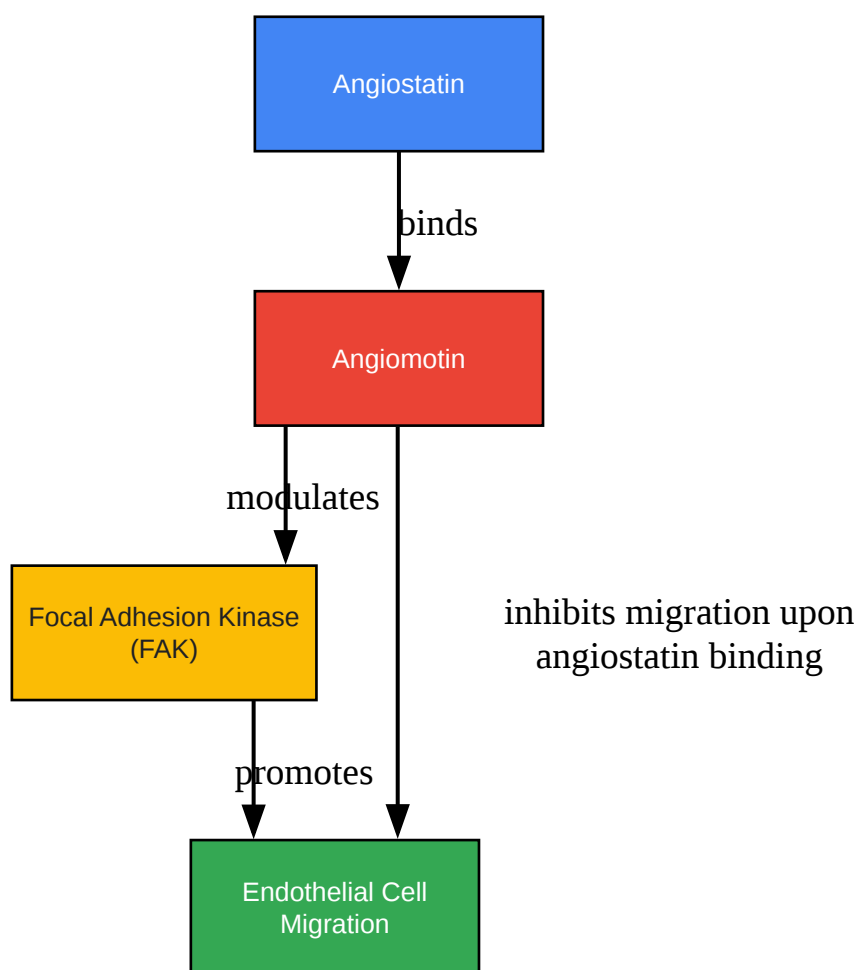 Angiostatin
binds
Angiomotin
modulates
Focal Adhesion Kinase
(FAK)
inhibits migration upon
angiostatin binding
promotes
Endothelial Cell
Migration